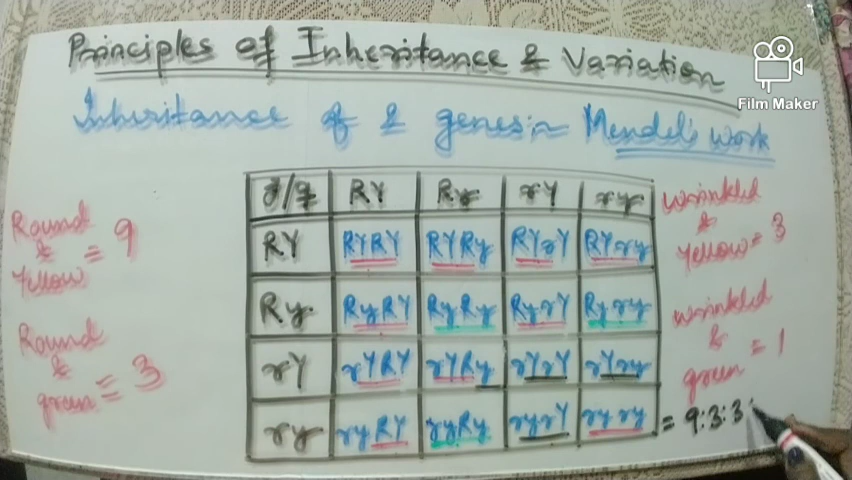 Principles of Inheritance & Variation
Film Maker
Inheritance of 2 genes:- Mendel's work
Round
&
Yellow = 9
Round
&
green = 3
♂/♀ RY Ry rY ry
RY RYRY RYRy RYrY RYry
Ry RyRY RyRy RyrY Ryry
rY rYRY rYRy rYrY rYry
ry ryRY ryRy ryrY ryry
wrinkled
&
yellow = 3
wrinkled
&
green = 1
= 9:3:3: